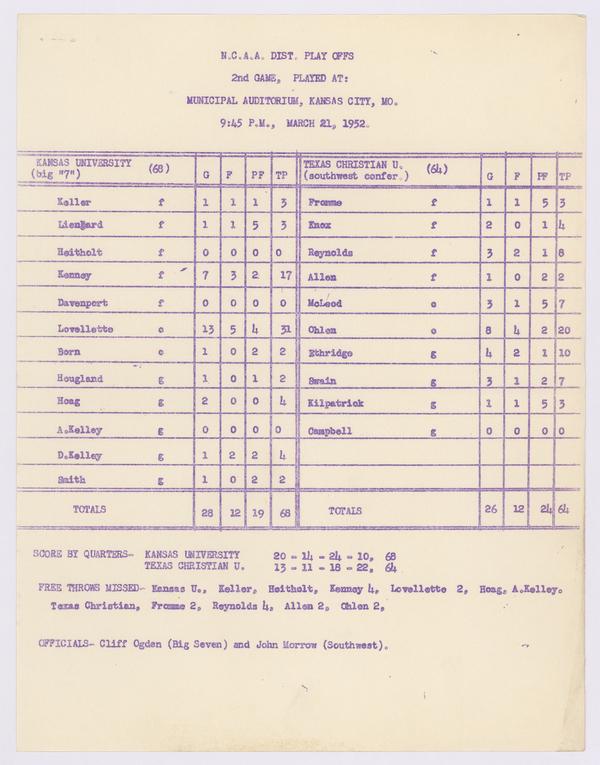 N.C.A.A. DIST. PLAY OFFS
2nd GAME, PLAYED AT:
MUNICIPAL AUDITORIUM, KANSAS CITY, MO.
9:45 P.M., MARCH 21, 1952.
KANSAS UNIVERSITY (68) G F PF TP
(big "7")
Keller f 1 1 1 3
Lienhard f 1 1 5 3
Heitholt f 0 0 0 0
Kenney f 7 3 2 17
Davenport f 0 0 0 0
Lovellette c 13 5 4 31
Born c 1 0 2 2
Hougland g 1 0 1 2
Hoag g 2 0 0 4
A.Kelley g 0 0 0 0
D.Kelley g 1 2 2 4
Smith g 1 0 2 2
TOTALS 28 12 19 68
TEXAS CHRISTIAN U. (64) G F PF TP
(southwest confer.)
Fromme f 1 1 5 3
Knox f 2 0 1 4
Reynolds f 3 2 1 8
Allen f 1 0 2 2
McLeod c 3 1 5 7
Ohlen c 8 4 2 20
Ethridge g 4 2 1 10
Swain g 3 1 2 7
Kilpatrick g 1 1 5 3
Campbell g 0 0 0 0
TOTALS 26 12 24 64
SCORE BY QUARTERS- KANSAS UNIVERSITY 20 - 14 - 24 - 10, 68
TEXAS CHRISTIAN U. 13 - 11 - 18 - 22, 64
FREE THROWS MISSED- Kansas U., Keller, Heitholt, Kenney 4, Lovellette 2, Hoag, A.Kelley.
Texas Christian, Fromme 2, Reynolds 4, Allen 2, Ohlen 2,
OFFICIALS- Cliff Ogden (Big Seven) and John Morrow (Southwest).